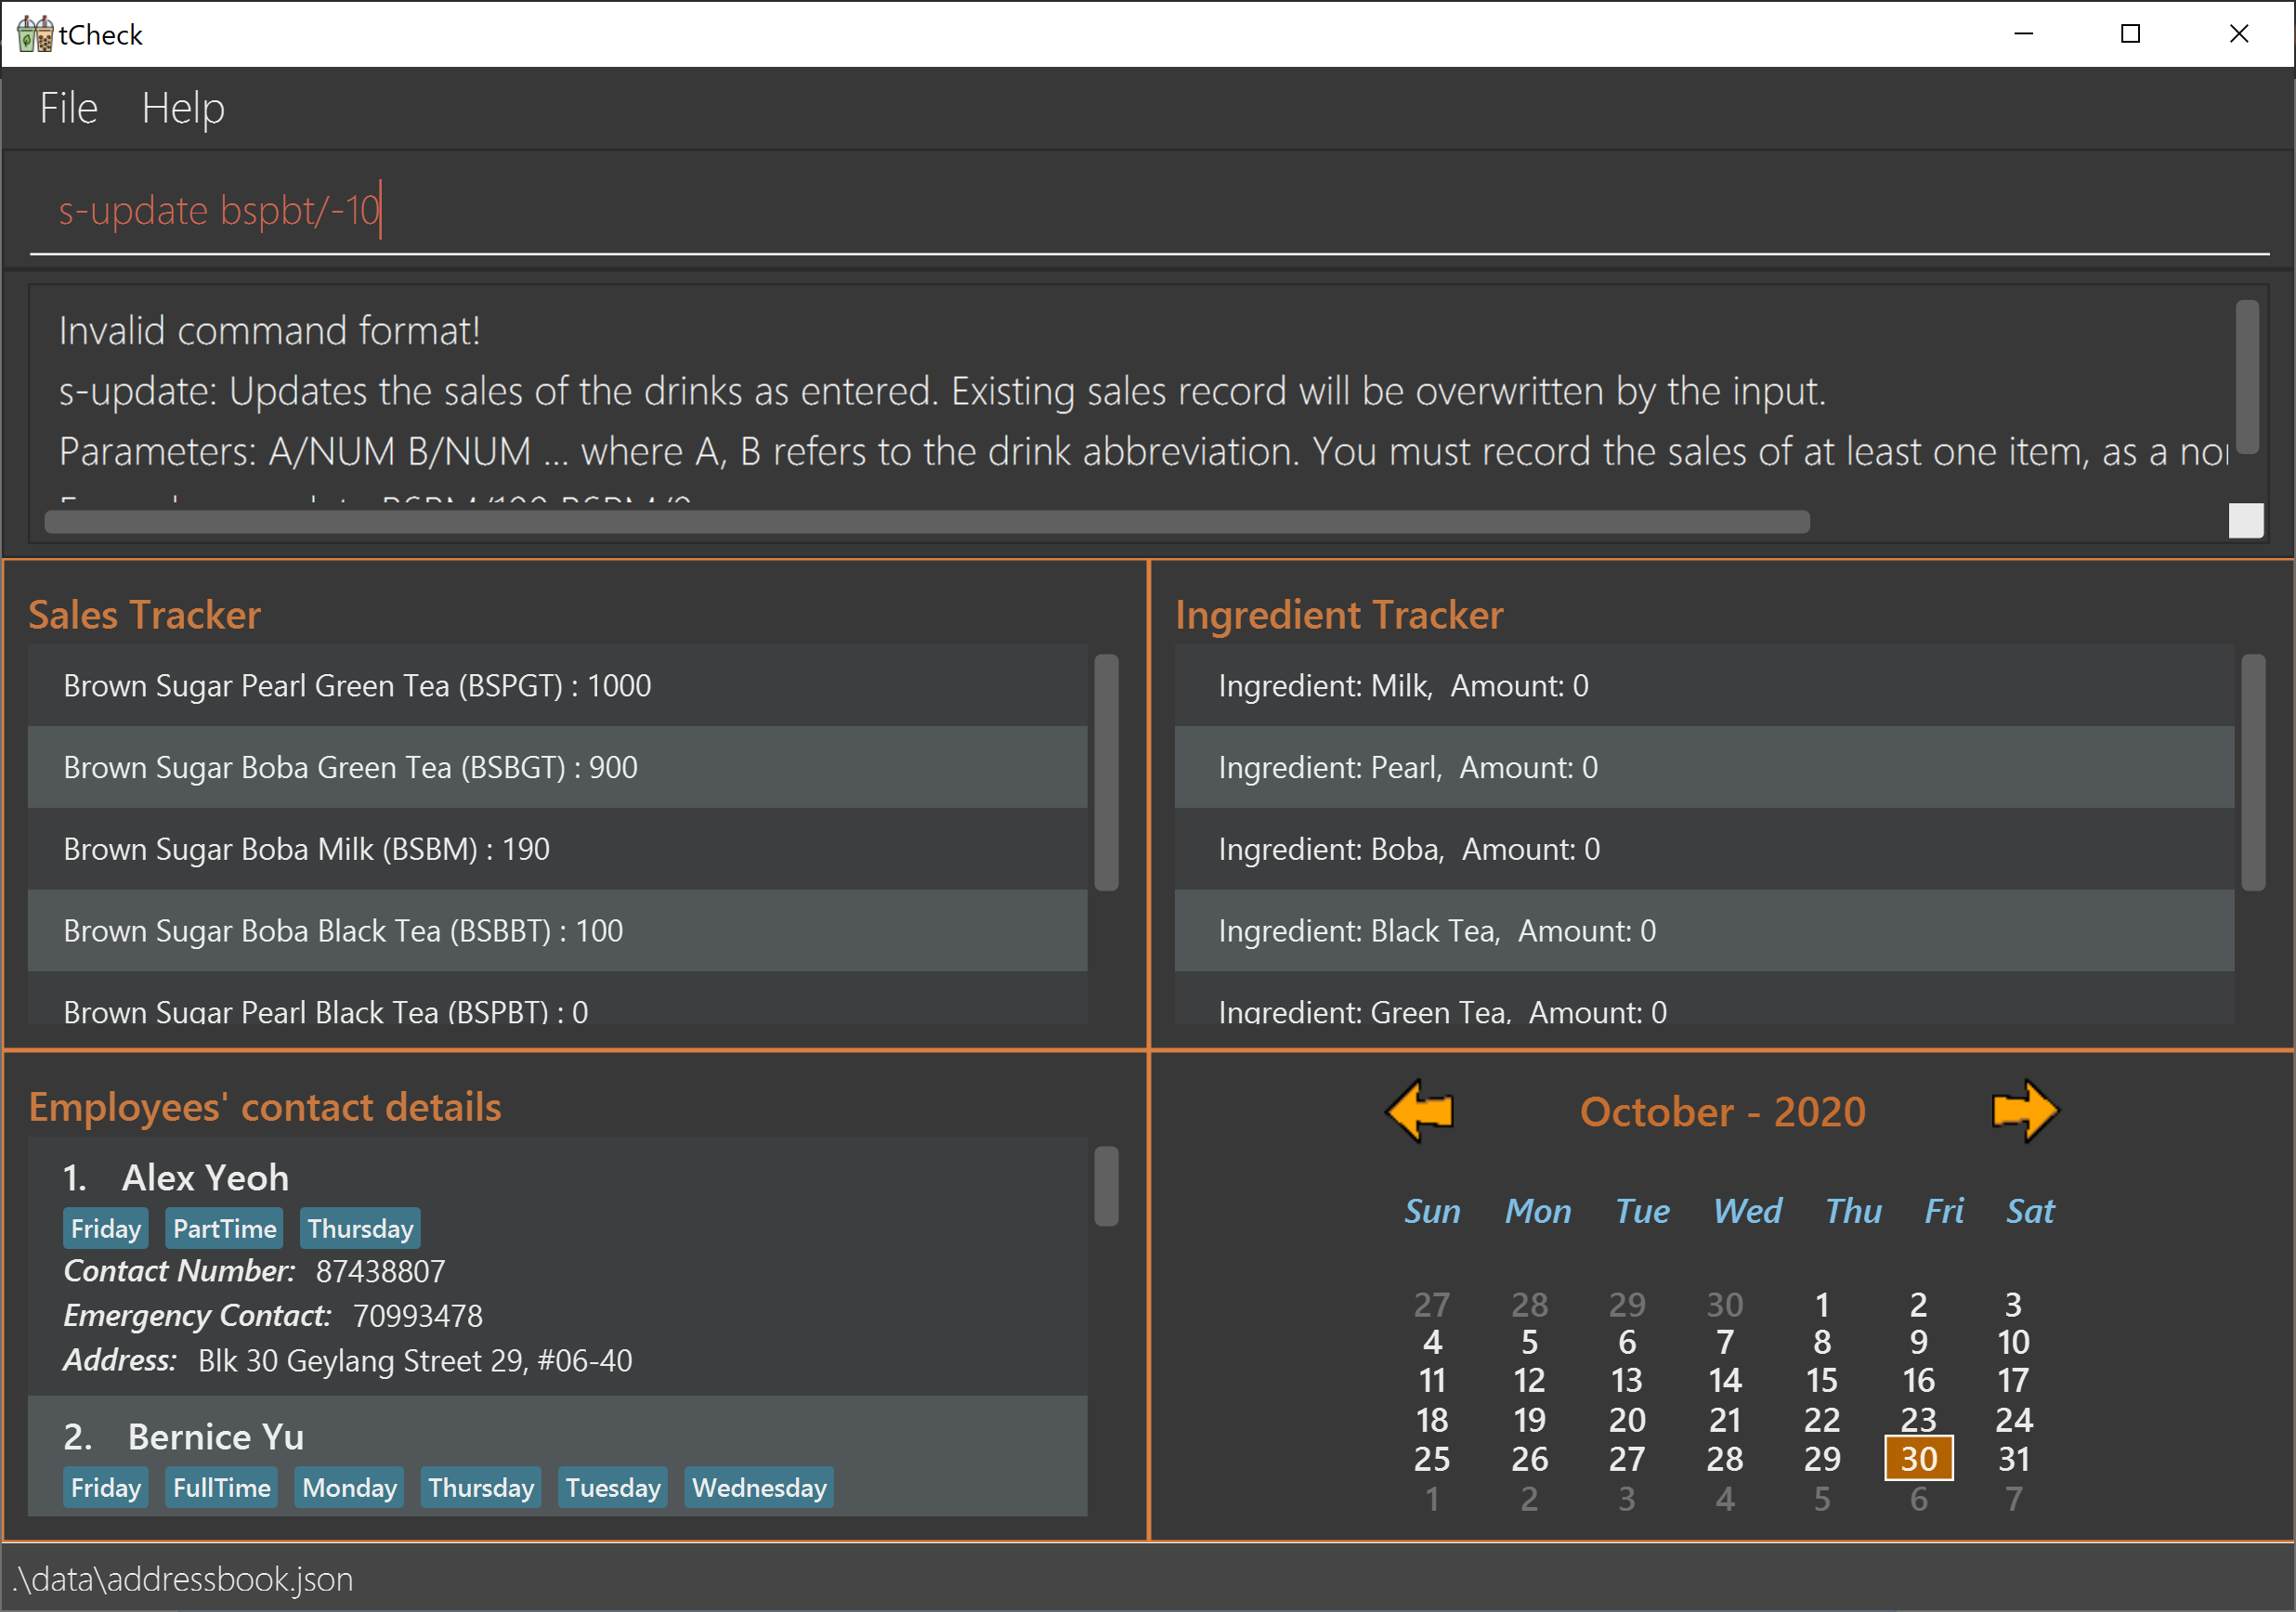 tCheck
File Help
s-update bspbt/-10
Invalid command format!
s-update: Updates the sales of the drinks as entered. Existing sales record will be overwritten by the input.
Parameters: A/NUM B/NUM ... where A, B refers to the drink abbreviation. You must record the sales of at least one item, as a
Sales Tracker
Brown Sugar Pearl Green Tea (BSPGT) : 1000
Brown Sugar Boba Green Tea (BSBGT) : 900
Brown Sugar Boba Milk (BSBM) : 190
Brown Sugar Boba Black Tea (BSBBT) : 100
Brown Sugar Pearl Black Tea (BSPBT) : 0
Ingredient Tracker
Ingredient: Milk, Amount: 0
Ingredient: Pearl, Amount: 0
Ingredient: Boba, Amount: 0
Ingredient: Black Tea, Amount: 0
Ingredient: Green Tea, Amount: 0
Employees' contact details
1. Alex Yeoh
Friday PartTime Thursday
Contact Number: 87438807
Emergency Contact: 70993478
Address: Blk 30 Geylang Street 29, #06-40
2. Bernice Yu
Friday FullTime Monday Thursday Tuesday Wednesday
October - 2020
Sun Mon Tue Wed Thu Fri Sat
27 28 29 30 1 2 3
4 5 6 7 8 9 10
11 12 13 14 15 16 17
18 19 20 21 22 23 24
25 26 27 28 29 30 31
1 2 3 4 5 6 7
.\data\addressbook.json